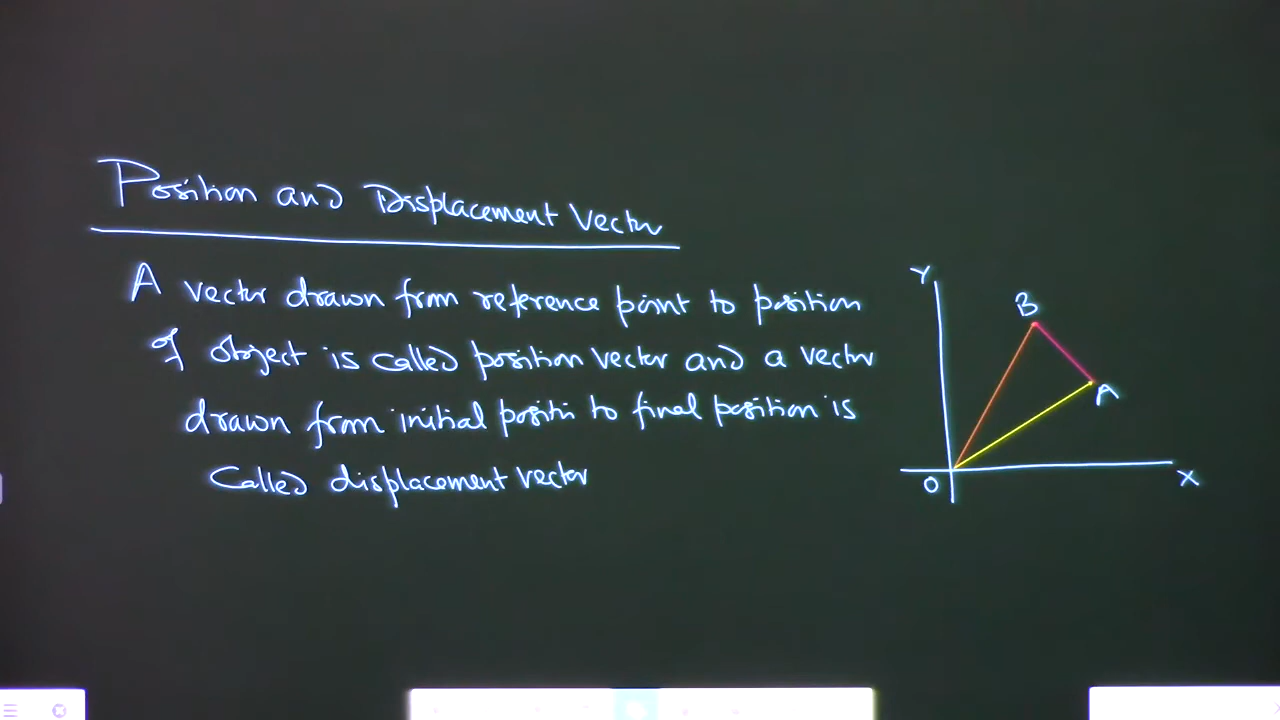 Position and Displacement Vector
A vector drawn from reference point to position
of object is called position vector and a vector
drawn from initial positin to final position is
Called displacement vector
Y
B
A
O
X